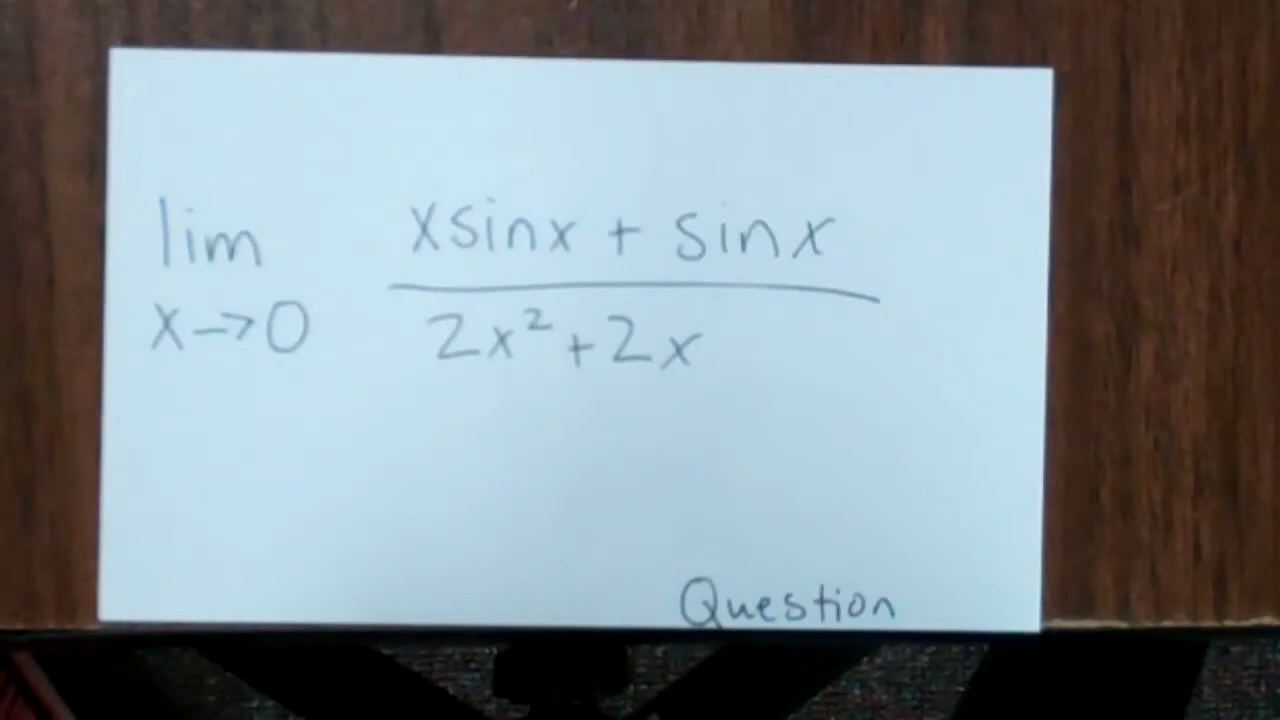 lim x sin x + sin x
x→0 2x² + 2x
Question